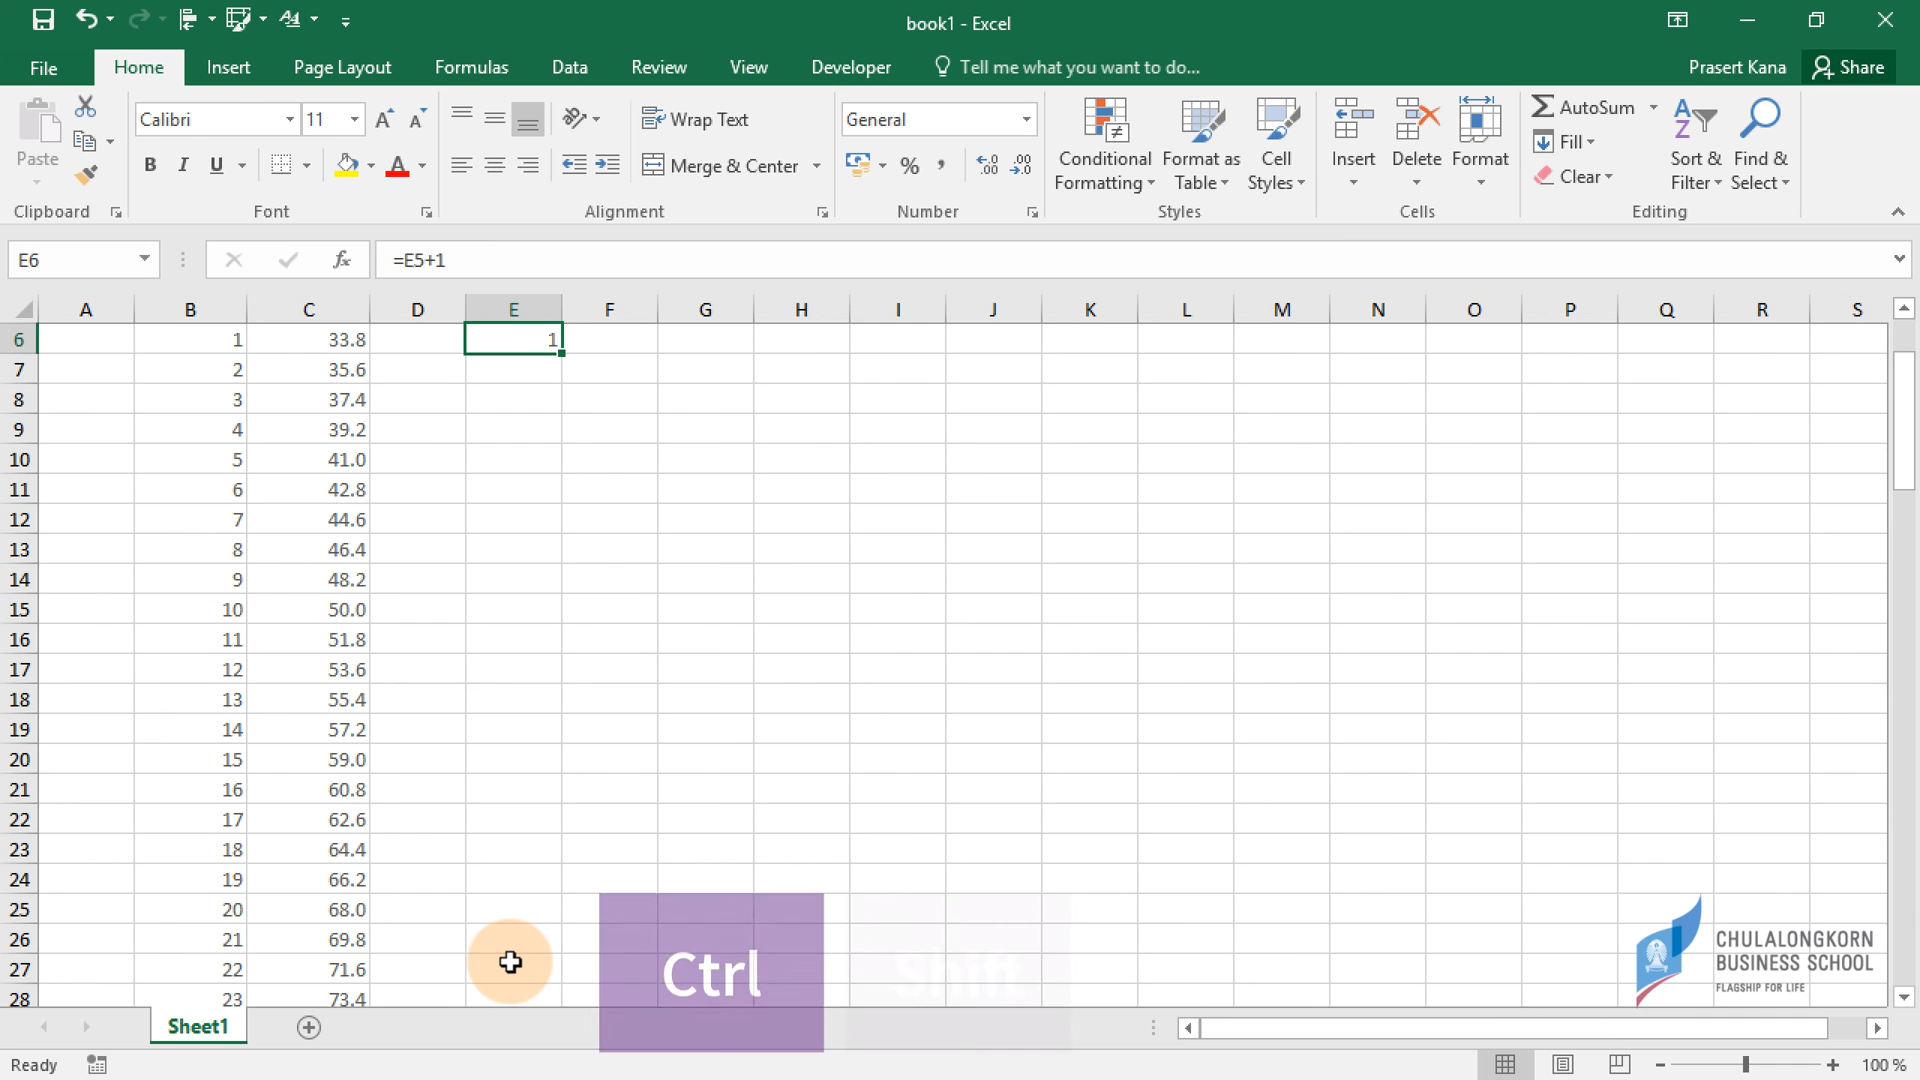 book1 - Excel
File Home Insert Page Layout Formulas Data Review View Developer Tell me what you want to do... Prasert Kana Share
Paste
Calibri 11
B I U A
Wrap Text
Merge & Center
General
% , .00
Conditional Formatting
Format as Table
Cell Styles
Insert Delete Format
AutoSum
Fill
Clear
Sort & Filter
Find & Select
Clipboard Font Alignment Number Styles Cells Editing
E6 fx =E5+1
A B C D E F G H I J K L M N O P Q R S
6 1 33.8 1
7 2 35.6
8 3 37.4
9 4 39.2
10 5 41.0
11 6 42.8
12 7 44.6
13 8 46.4
14 9 48.2
15 10 50.0
16 11 51.8
17 12 53.6
18 13 55.4
19 14 57.2
20 15 59.0
21 16 60.8
22 17 62.6
23 18 64.4
24 19 66.2
25 20 68.0
26 21 69.8
27 22 71.6
28 23 73.4
Ctrl Shift
CHULALONGKORN
BUSINESS SCHOOL
FLAGSHIP FOR LIFE
Sheet1
Ready 100 %